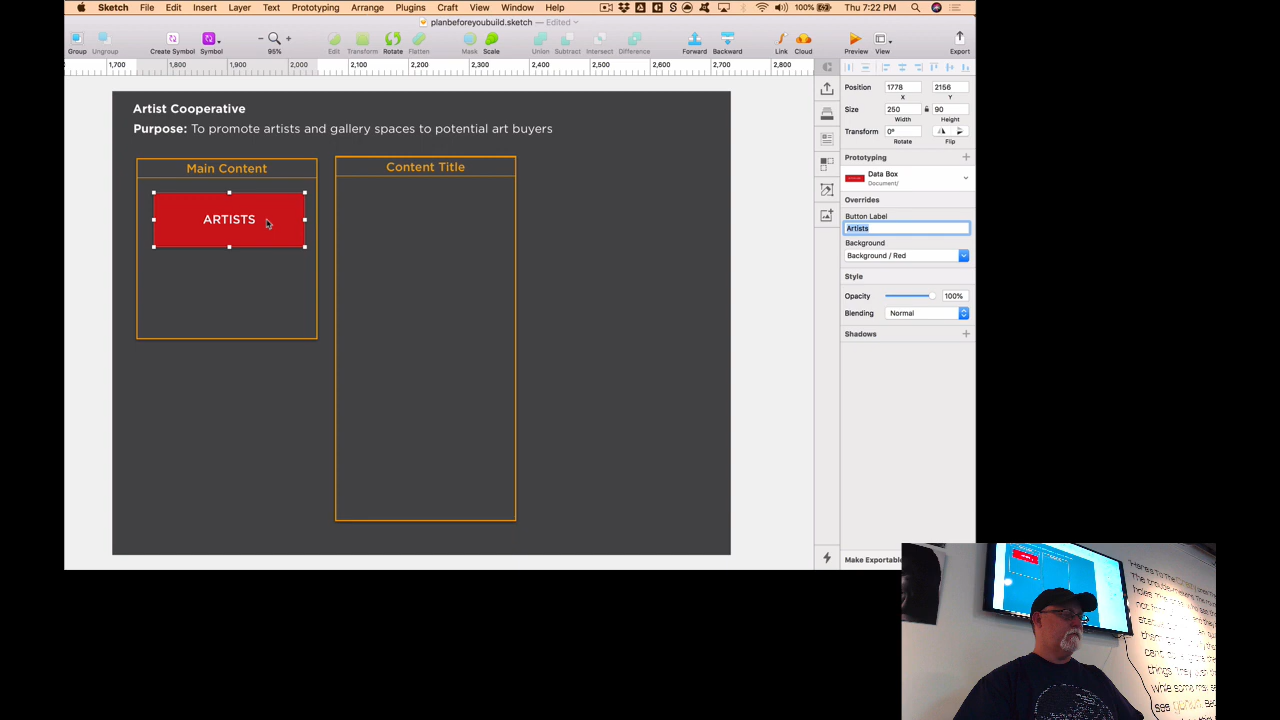 Sketch File Edit Insert Layer Text Prototyping Arrange Plugins Craft View Window Help 100% Thu 7:22 PM
planbeforeyoubuild.sketch — Edited
Group Ungroup Create Symbol Symbol 95% Edit Transform Rotate Flatten Mask Scale Union Subtract Intersect Difference Forward Backward Link Cloud Preview View Export
1,700 1,800 1,900 2,000 2,100 2,200 2,300 2,400 2,500 2,600 2,700 2,800
Artist Cooperative
Purpose: To promote artists and gallery spaces to potential art buyers
Main Content
ARTISTS
Content Title
Position 1778 2156
X Y
Size 250 90
Width Height
Transform 0°
Rotate Flip
Prototyping
Data Box
Document/
Overrides
Button Label
Artists
Background
Background / Red
Style
Opacity 100%
Blending Normal
Shadows
Make Exportable